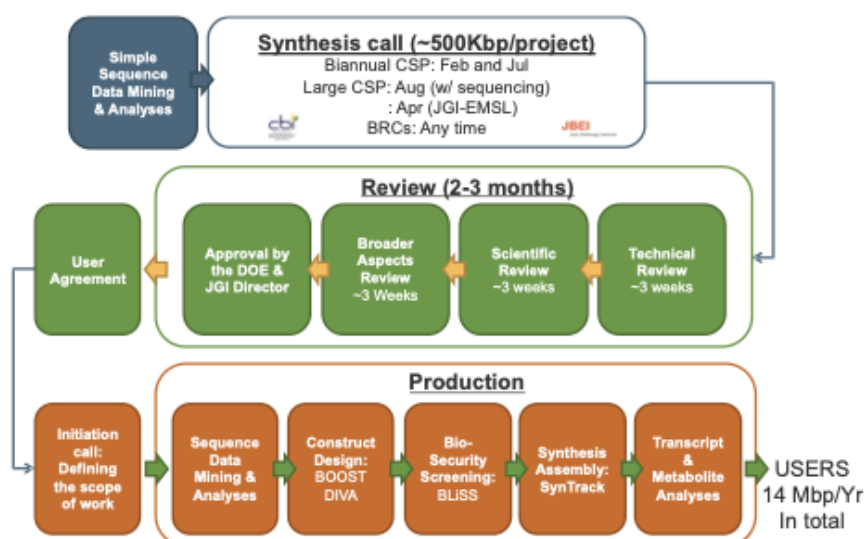 Simple
Sequence
Data Mining
& Analyses
Synthesis call (~500Kbp/project)
Biannual CSP: Feb and Jul
Large CSP: Aug (w/ sequencing)
: Apr (JGI-EMSL)
BRCs: Any time
cbi
JBEI
Review (2-3 months)
User
Agreement
Approval by
the DOE &
JGI Director
Broader
Aspects
Review
~3 Weeks
Scientific
Review
~3 weeks
Technical
Review
~3 weeks
Production
Initiation
call:
Defining
the scope
of work
Sequence
Data
Mining &
Analyses
Construct
Design:
BOOST
DIVA
Bio-
Security
Screening:
BLiSS
Synthesis
Assembly:
SynTrack
Transcript
&
Metabolite
Analyses
USERS
14 Mbp/Yr
In total